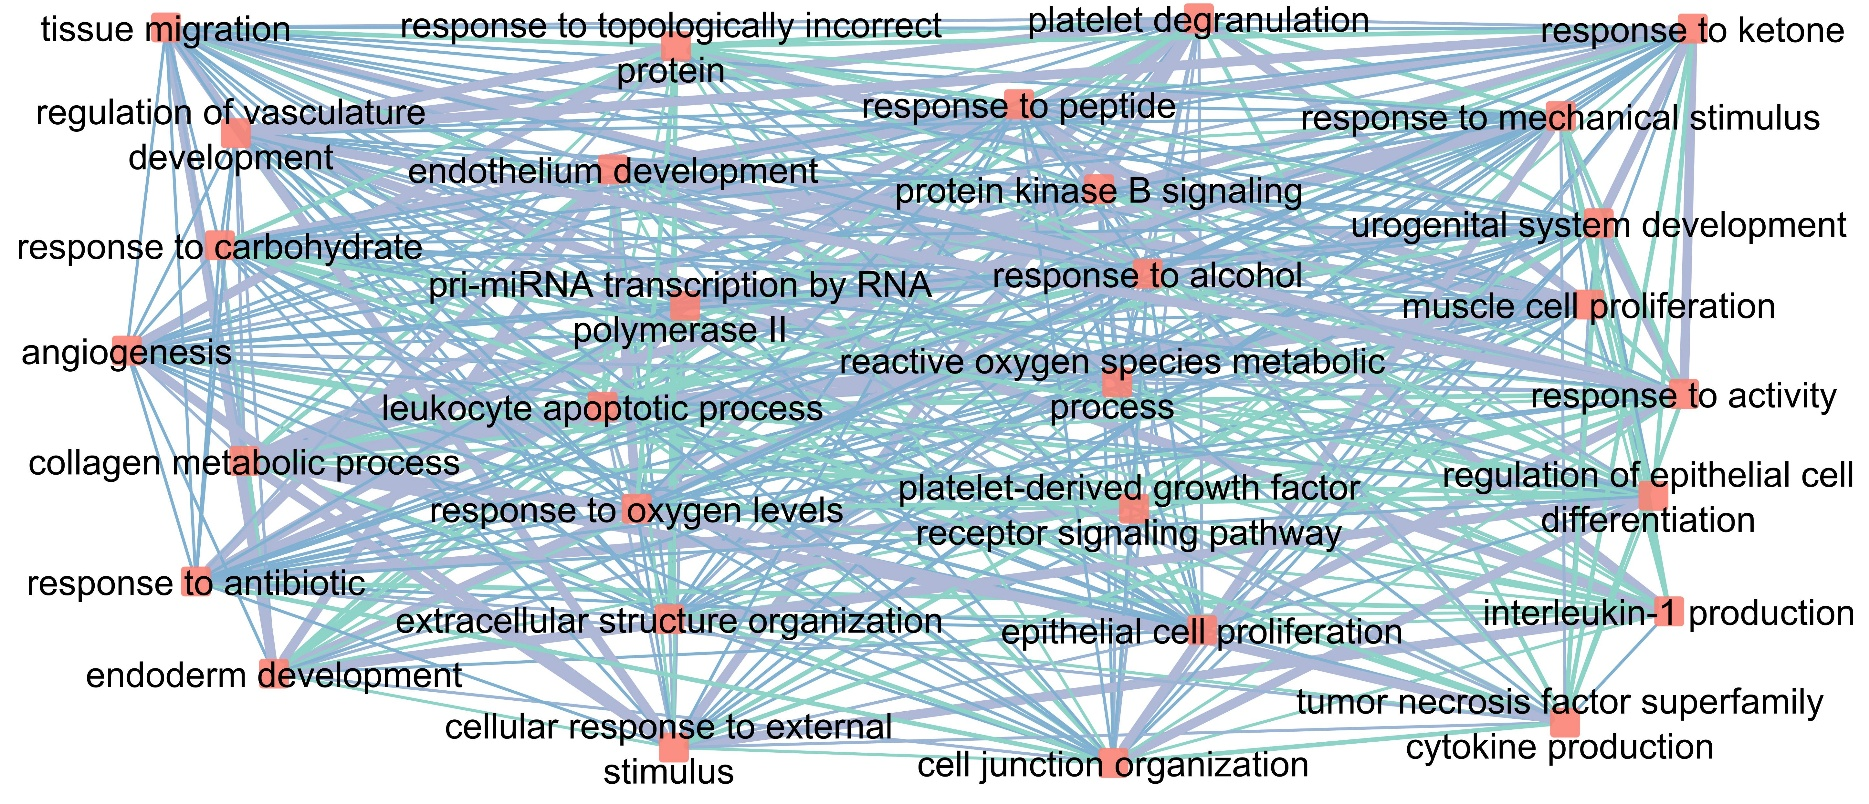 tissue migration
response to topologically incorrect
protein
platelet degranulation
response to ketone
regulation of vasculature
development
response to peptide
response to mechanical stimulus
endothelium development
protein kinase B signaling
urogenital system development
response to carbohydrate
pri-miRNA transcription by RNA
polymerase II
response to alcohol
muscle cell proliferation
angiogenesis
reactive oxygen species metabolic
process
leukocyte apoptotic process
response to activity
collagen metabolic process
response to oxygen levels
platelet-derived growth factor
receptor signaling pathway
regulation of epithelial cell
differentiation
response to antibiotic
extracellular structure organization
epithelial cell proliferation
interleukin-1 production
endoderm development
cellular response to external
stimulus
cell junction organization
tumor necrosis factor superfamily
cytokine production